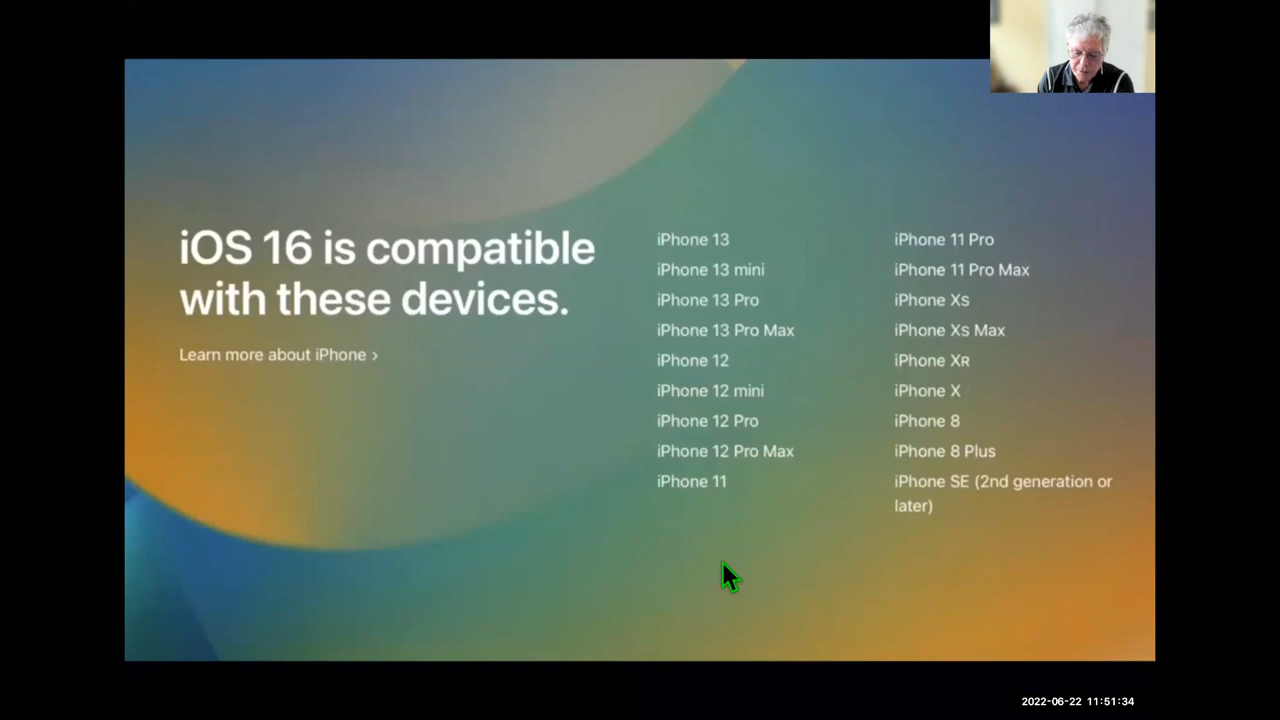 iOS 16 is compatible
with these devices.
Learn more about iPhone >
iPhone 13
iPhone 13 mini
iPhone 13 Pro
iPhone 13 Pro Max
iPhone 12
iPhone 12 mini
iPhone 12 Pro
iPhone 12 Pro Max
iPhone 11
iPhone 11 Pro
iPhone 11 Pro Max
iPhone Xs
iPhone Xs Max
iPhone XR
iPhone X
iPhone 8
iPhone 8 Plus
iPhone SE (2nd generation or
later)
2022-06-22 11:51:34